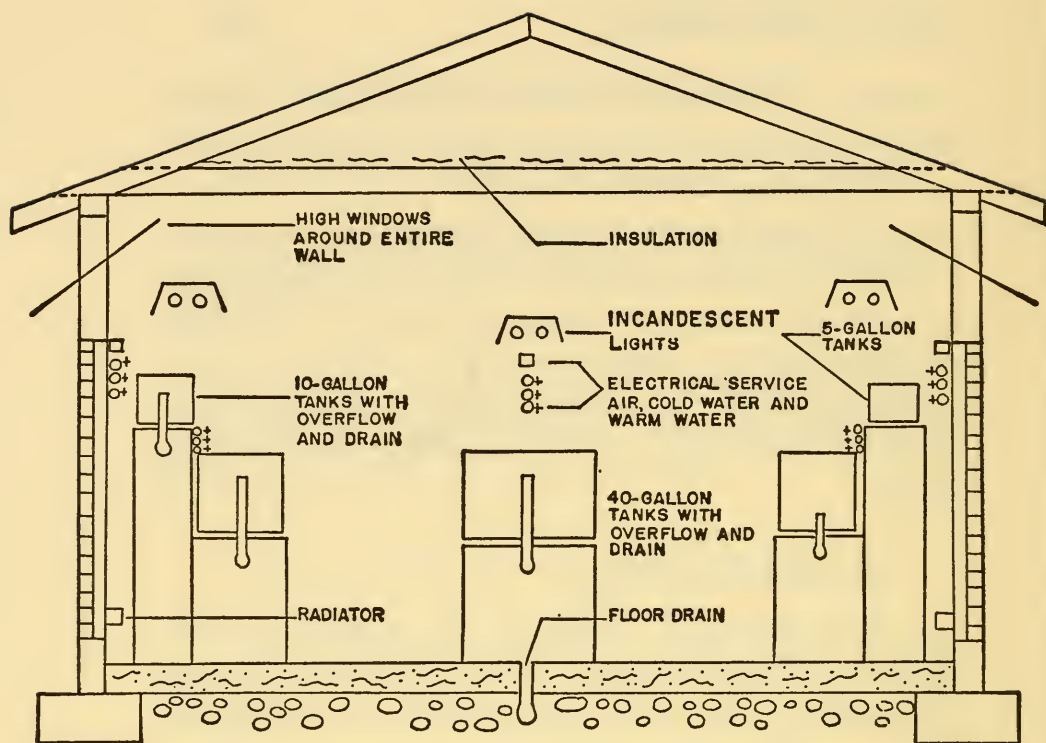 HIGH WINDOWS
AROUND ENTIRE
WALL
INSULATION
INCANDESCENT
LIGHTS
5-GALLON
TANKS
10-GALLON
TANKS WITH
OVERFLOW
AND DRAIN
ELECTRICAL SERVICE
AIR, COLD WATER AND
WARM WATER
40-GALLON
TANKS WITH
OVERFLOW AND
DRAIN
RADIATOR
FLOOR DRAIN